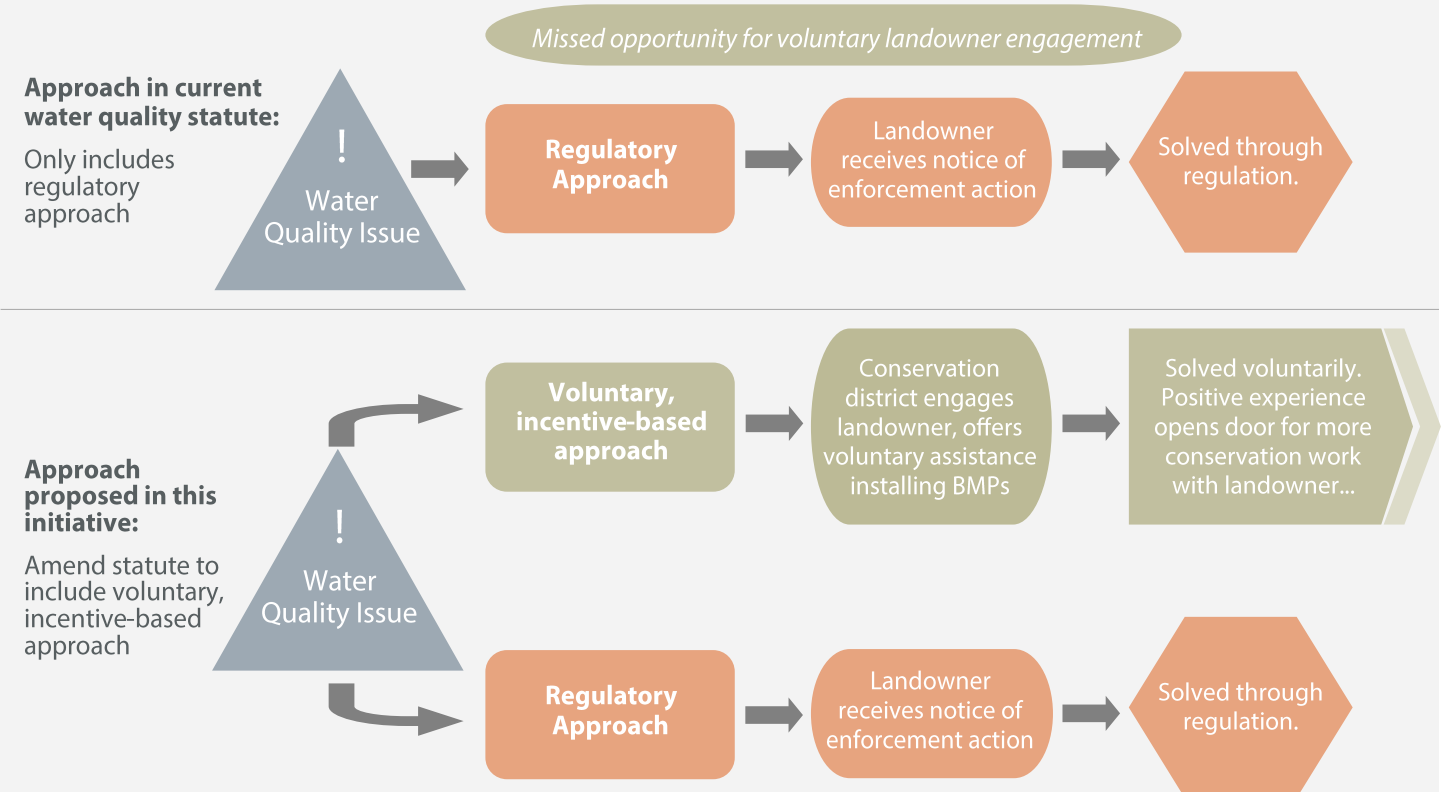 Missed opportunity for voluntary landowner engagement
Approach in current
water quality statute:
Only includes
regulatory
approach
!
Water
Quality Issue
Regulatory
Approach
Landowner
receives notice of
enforcement action
Solved through
regulation.
Approach
proposed in this
initiative:
Amend statute to
include voluntary,
incentive-based
approach
!
Water
Quality Issue
Voluntary,
incentive-based
approach
Conservation
district engages
landowner, offers
voluntary assistance
installing BMPs
Solved voluntarily.
Positive experience
opens door for more
conservation work
with landowner...
Regulatory
Approach
Landowner
receives notice of
enforcement action
Solved through
regulation.